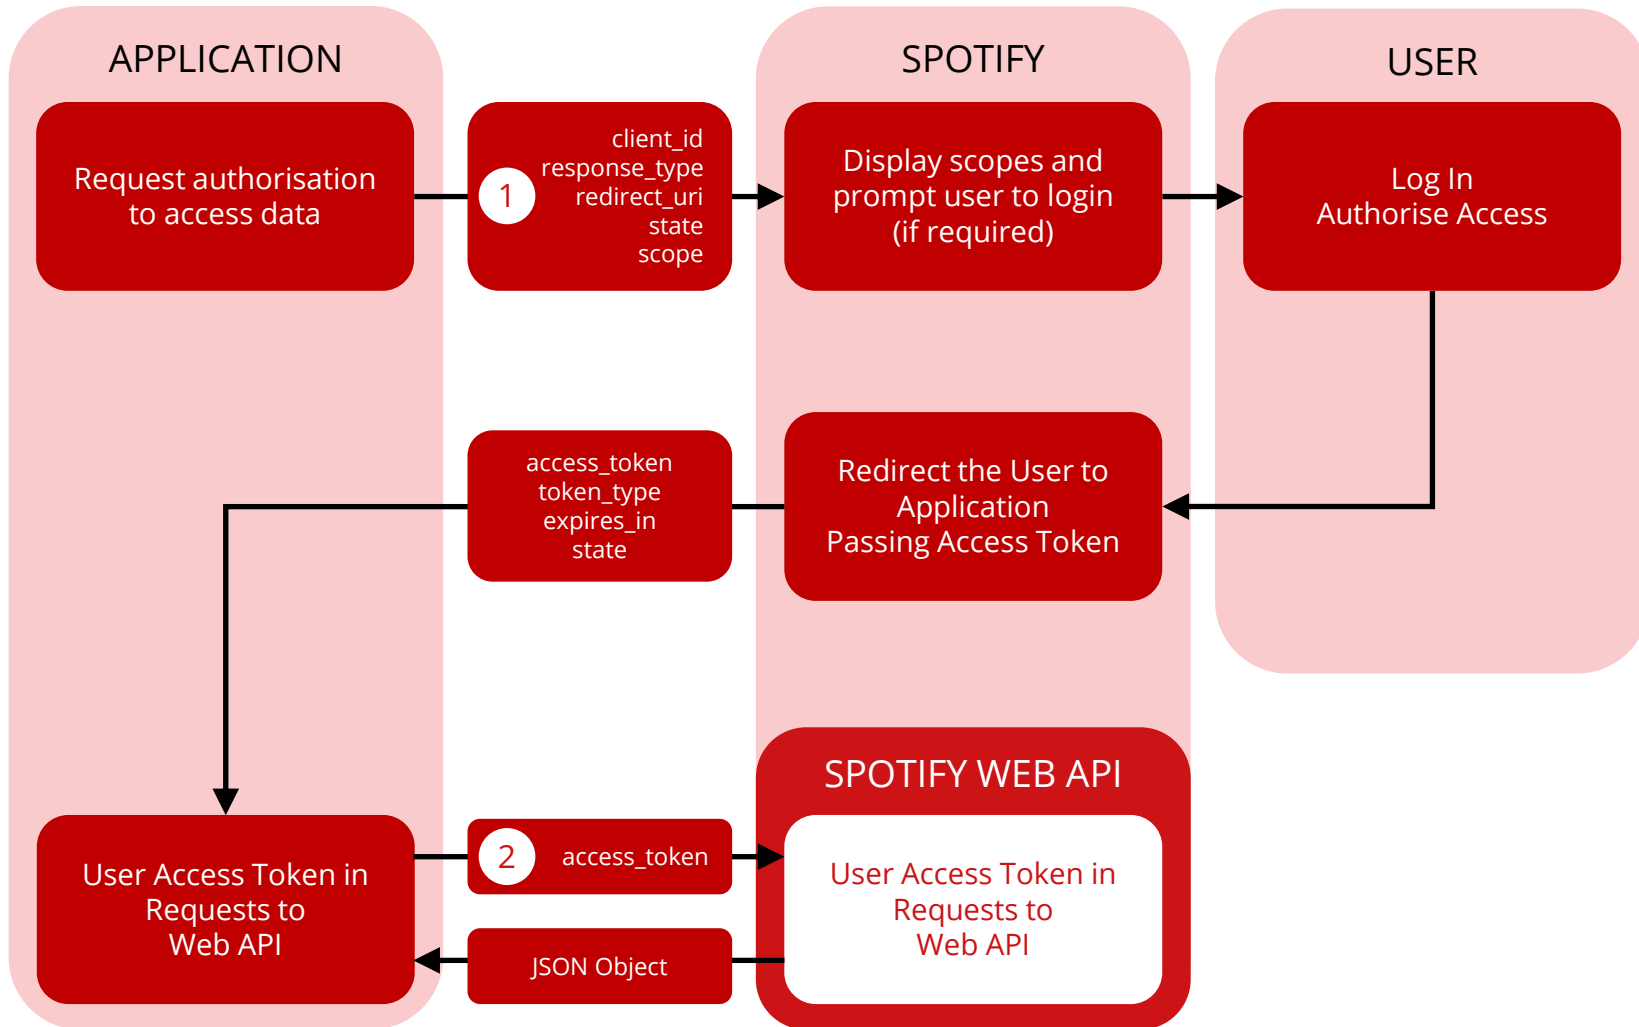 APPLICATION
SPOTIFY
USER
Request authorisation
to access data
1
client_id
response_type
redirect_uri
state
scope
Display scopes and
prompt user to login
(if required)
Log In
Authorise Access
access_token
token_type
expires_in
state
Redirect the User to
Application
Passing Access Token
SPOTIFY WEB API
User Access Token in
Requests to
Web API
2
access_token
JSON Object
User Access Token in
Requests to
Web API